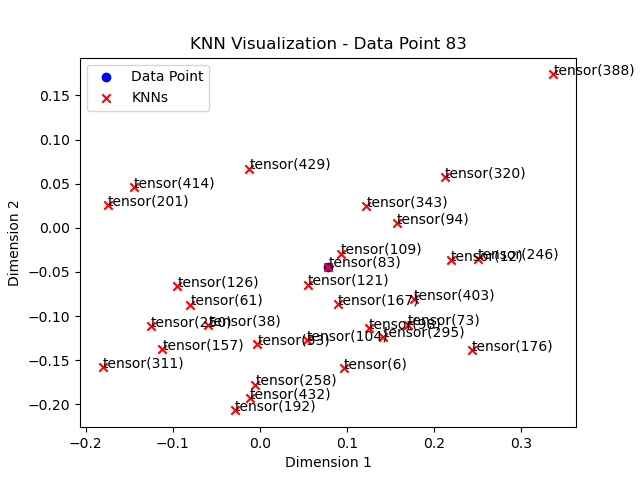 KNN Visualization - Data Point 83
Data Point
KNNs
tensor(388)
tensor(429)
tensor(320)
tensor(414)
tensor(201)
tensor(343)
tensor(94)
tensor(109)
tensor(12)
tensor(246)
tensor(83)
tensor(121)
tensor(126)
tensor(403)
tensor(61)
tensor(167)
tensor(38)
tensor(73)
tensor(295)
tensor(104)
tensor(157)
tensor(176)
tensor(311)
tensor(6)
tensor(258)
tensor(432)
tensor(192)
0.15
0.10
0.05
0.00
−0.05
−0.10
−0.15
−0.20
−0.2
−0.1
0.0
0.1
0.2
0.3
Dimension 1
Dimension 2